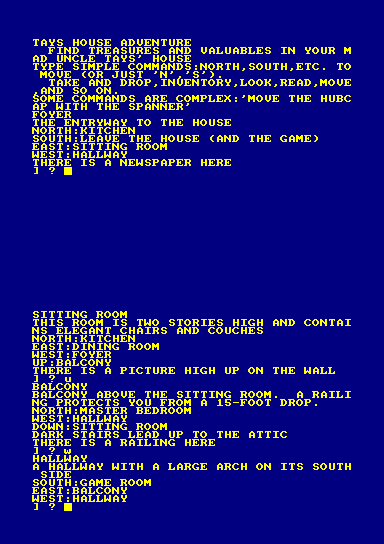 TAYS HOUSE ADVENTURE
FIND TREASURES AND VALUABLES IN YOUR M
AD UNCLE TAYS' HOUSE
TYPE SIMPLE COMMANDS:NORTH,SOUTH,ETC. TO
MOVE (OR JUST 'N','S').
TAKE AND DROP,INVENTORY,LOOK,READ,MOVE
,AND SO ON.
SOME COMMANDS ARE COMPLEX:'MOVE THE HUBC
AP WITH THE SPANNER'
FOYER
THE ENTRYWAY TO THE HOUSE
NORTH:KITCHEN
SOUTH:LEAVE THE HOUSE (AND THE GAME)
EAST:SITTING ROOM
WEST:HALLWAY
THERE IS A NEWSPAPER HERE
] ?
SITTING ROOM
THIS ROOM IS TWO STORIES HIGH AND CONTAI
NS ELEGANT CHAIRS AND COUCHES
NORTH:KITCHEN
EAST:DINING ROOM
WEST:FOYER
UP:BALCONY
THERE IS A PICTURE HIGH UP ON THE WALL
] ? u
BALCONY
BALCONY ABOVE THE SITTING ROOM.  A RAILI
NG PROTECTS YOU FROM A 15-FOOT DROP.
NORTH:MASTER BEDROOM
WEST:HALLWAY
DOWN:SITTING ROOM
DARK STAIRS LEAD UP TO THE ATTIC
THERE IS A RAILING HERE
] ? w
HALLWAY
A HALLWAY WITH A LARGE ARCH ON ITS SOUTH
SIDE
SOUTH:GAME ROOM
EAST:BALCONY
WEST:HALLWAY
] ?